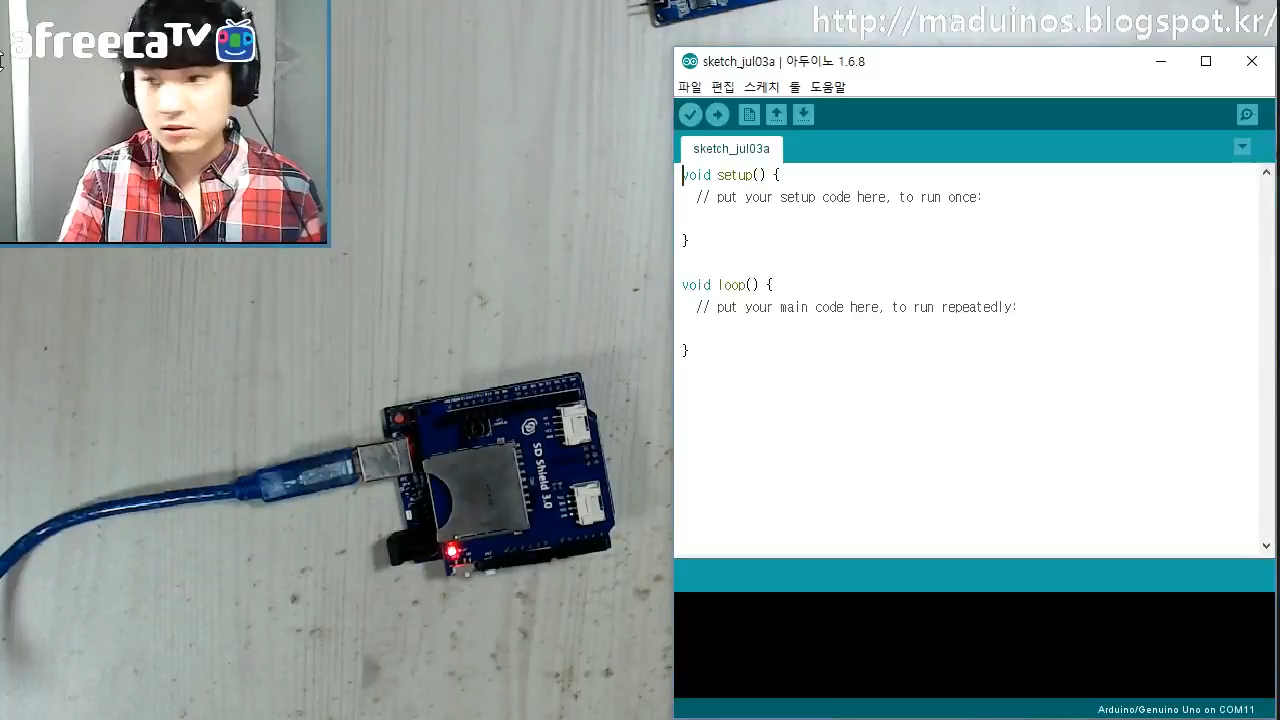 afreecaTV
http://maduinos.blogspot.kr/
sketch_jul03a | 아두이노 1.6.8
파일 편집 스케치 툴 도움말
sketch_jul03a
void setup() {
// put your setup code here, to run once:
}
void loop() {
// put your main code here, to run repeatedly:
}
SD Shield 3.0
Arduino/Genuino Uno on COM11